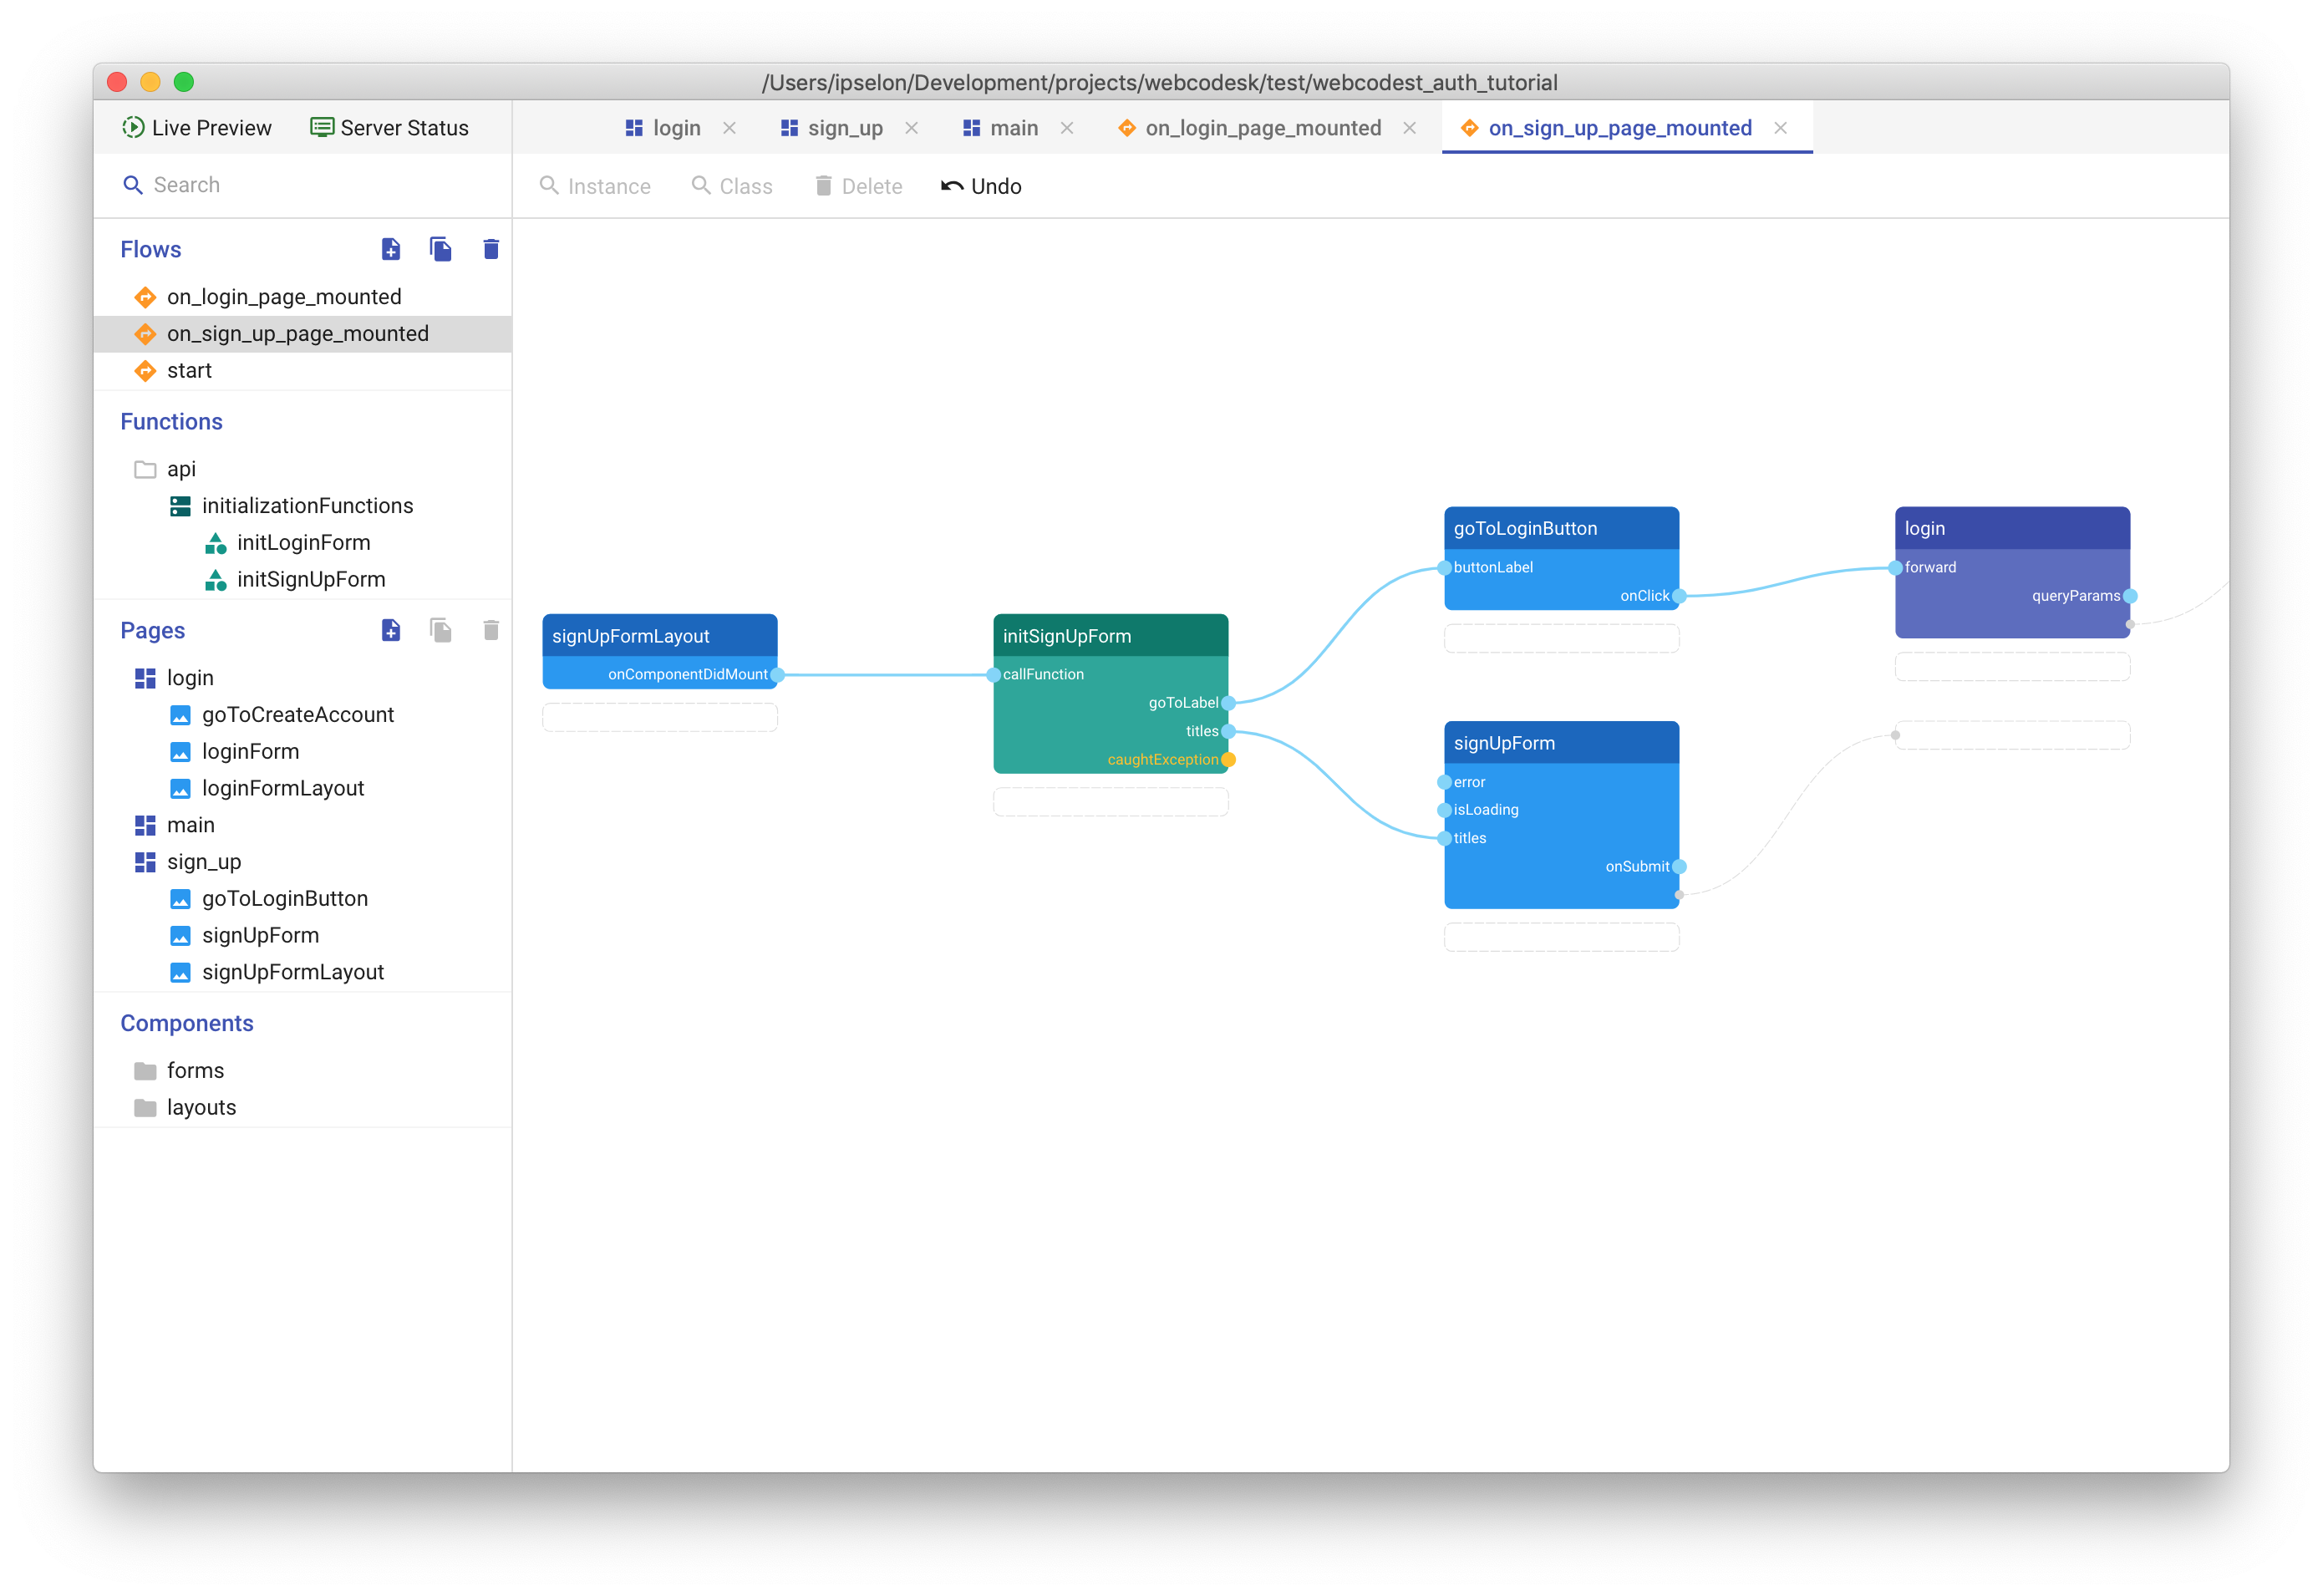 /Users/ipselon/Development/projects/webcodesk/test/webcodest_auth_tutorial
Live Preview Server Status
login sign_up main on_login_page_mounted on_sign_up_page_mounted
Search
Instance Class Delete Undo
Flows
on_login_page_mounted
on_sign_up_page_mounted
start
Functions
api
initializationFunctions
initLoginForm
initSignUpForm
Pages
login
goToCreateAccount
loginForm
loginFormLayout
main
sign_up
goToLoginButton
signUpForm
signUpFormLayout
Components
forms
layouts
signUpFormLayout
onComponentDidMount
initSignUpForm
callFunction
goToLabel
titles
caughtException
goToLoginButton
buttonLabel
onClick
signUpForm
error
isLoading
titles
onSubmit
login
forward
queryParams